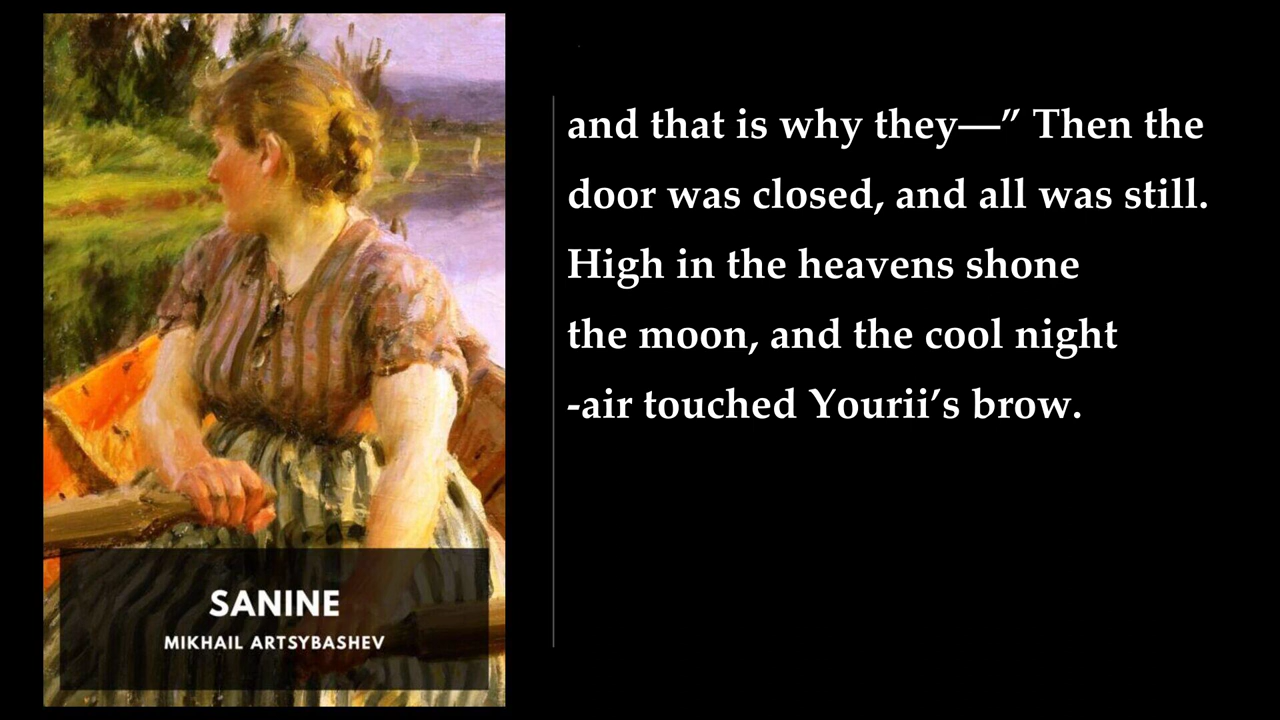 SANINE
MIKHAIL ARTSYBASHEV
and that is why they—” Then the
door was closed, and all was still.
High in the heavens shone
the moon, and the cool night
-air touched Yourii’s brow.